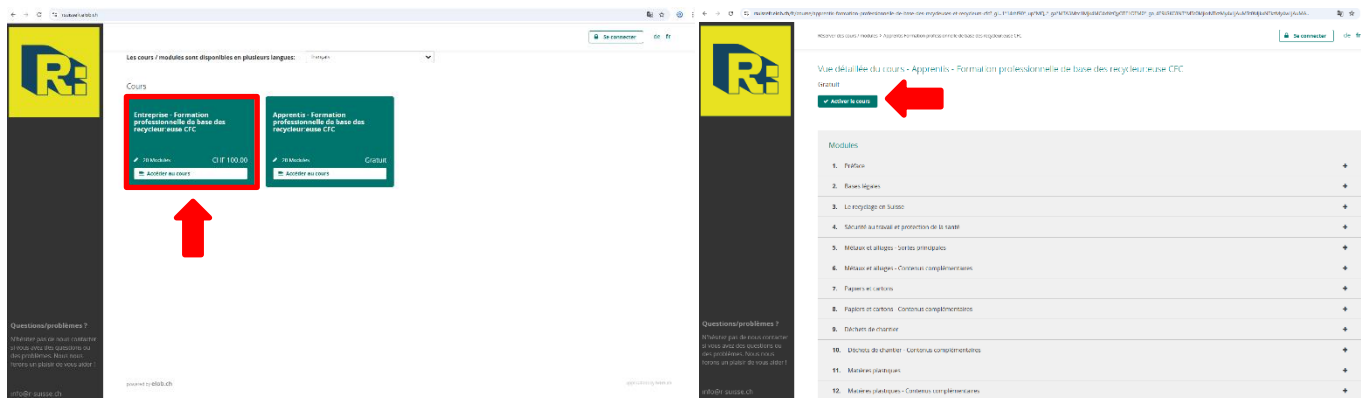 Se connecter de fr
Les cours / modules sont disponibles en plusieurs langues: Français
Cours
Entreprise - Formation
professionnelle de base des
recycleur:euse CFC
20 Modules CHF 100.00
Accéder au cours
Apprentis - Formation
professionnelle de base des
recycleur:euse CFC
20 Modules Gratuit
Accéder au cours
Questions/problèmes ?
N'hésitez pas de nous contacter
si vous avez des questions ou
des problèmes. Nous nous
ferons un plaisir de vous aider !
info@r-suisse.ch
powered by elab.ch
Se connecter de fr
Vue détaillée du cours - Apprentis - Formation professionnelle de base des recycleur:euse CFC
Gratuit
Activer le cours
Modules
1. Préface
2. Bases légales
3. Le recyclage en Suisse
4. Sécurité au travail et protection de la santé
5. Métaux et alliages - Sortes principales
6. Métaux et alliages - Contenus complémentaires
7. Papiers et cartons
8. Papiers et cartons - Contenus complémentaires
9. Déchets de chantier
10. Déchets de chantier - Contenus complémentaires
11. Matières plastiques
12. Matières plastiques - Contenus complémentaires
Questions/problèmes ?
N'hésitez pas de nous contacter
si vous avez des questions ou
des problèmes. Nous nous
ferons un plaisir de vous aider !
info@r-suisse.ch